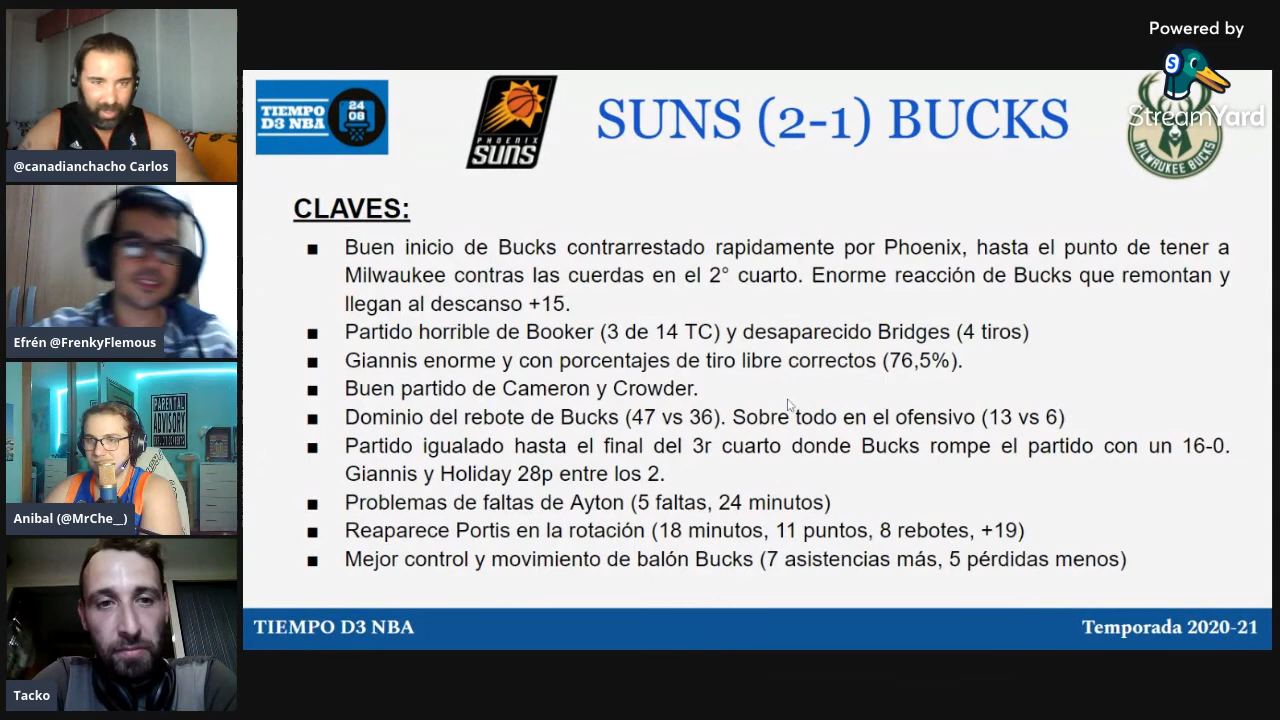 Powered by
StreamYard
TIEMPO
D3 NBA
24
08
PHOENIX
SUNS
SUNS (2-1) BUCKS
MILWAUKEE BUCKS
CLAVES:
Buen inicio de Bucks contrarrestado rapidamente por Phoenix, hasta el punto de tener a
Milwaukee contras las cuerdas en el 2° cuarto. Enorme reacción de Bucks que remontan y
llegan al descanso +15.
Partido horrible de Booker (3 de 14 TC) y desaparecido Bridges (4 tiros)
Giannis enorme y con porcentajes de tiro libre correctos (76,5%).
Buen partido de Cameron y Crowder.
Dominio del rebote de Bucks (47 vs 36). Sobre todo en el ofensivo (13 vs 6)
Partido igualado hasta el final del 3r cuarto donde Bucks rompe el partido con un 16-0.
Giannis y Holiday 28p entre los 2.
Problemas de faltas de Ayton (5 faltas, 24 minutos)
Reaparece Portis en la rotación (18 minutos, 11 puntos, 8 rebotes, +19)
Mejor control y movimiento de balón Bucks (7 asistencias más, 5 pérdidas menos)
TIEMPO D3 NBA
Temporada 2020-21
@canadianchacho Carlos
Efrén @FrenkyFlemous
PARENTAL
ADVISORY
Anibal (@MrChe__)
Tacko